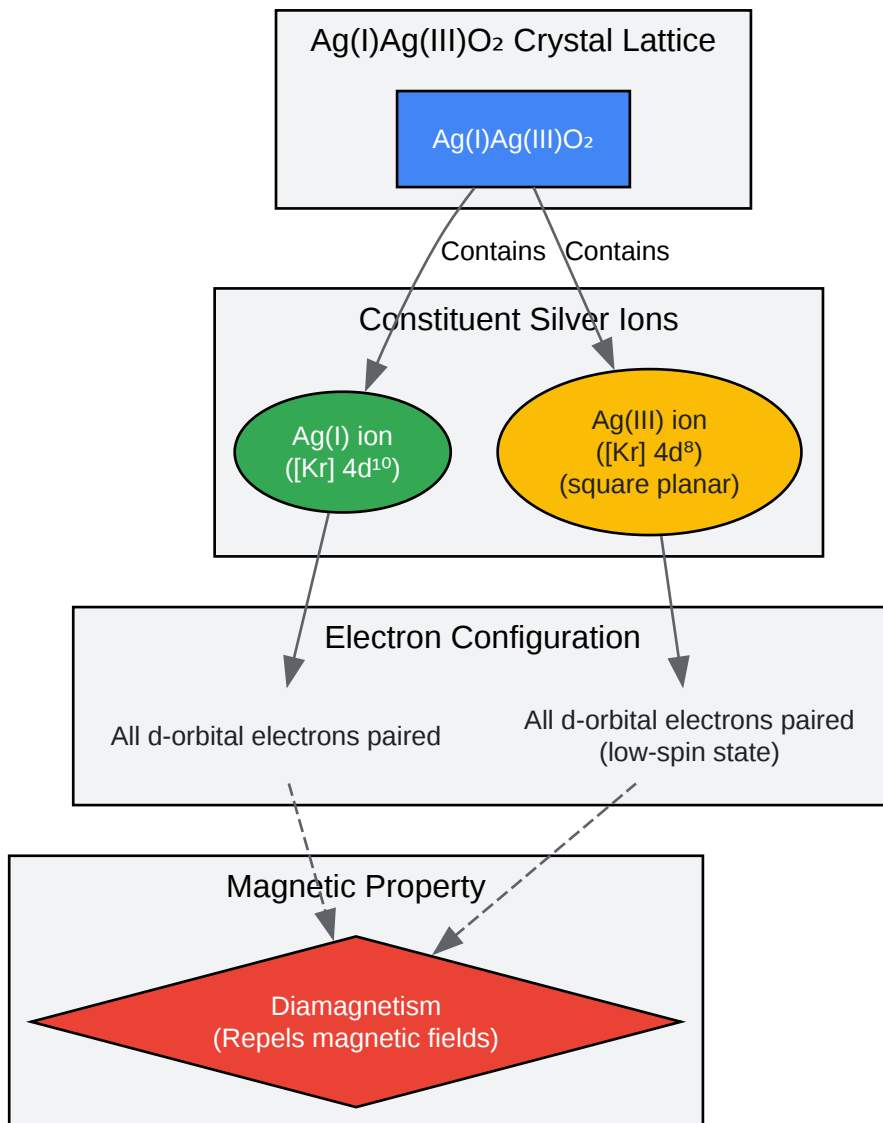 Ag(I)Ag(III)O₂ Crystal Lattice
Ag(I)Ag(III)O₂
Contains
Contains
Constituent Silver Ions
Ag(I) ion
([Kr] 4d¹⁰)
Ag(III) ion
([Kr] 4d⁸)
(square planar)
Electron Configuration
All d-orbital electrons paired
All d-orbital electrons paired
(low-spin state)
Magnetic Property
Diamagnetism
(Repels magnetic fields)